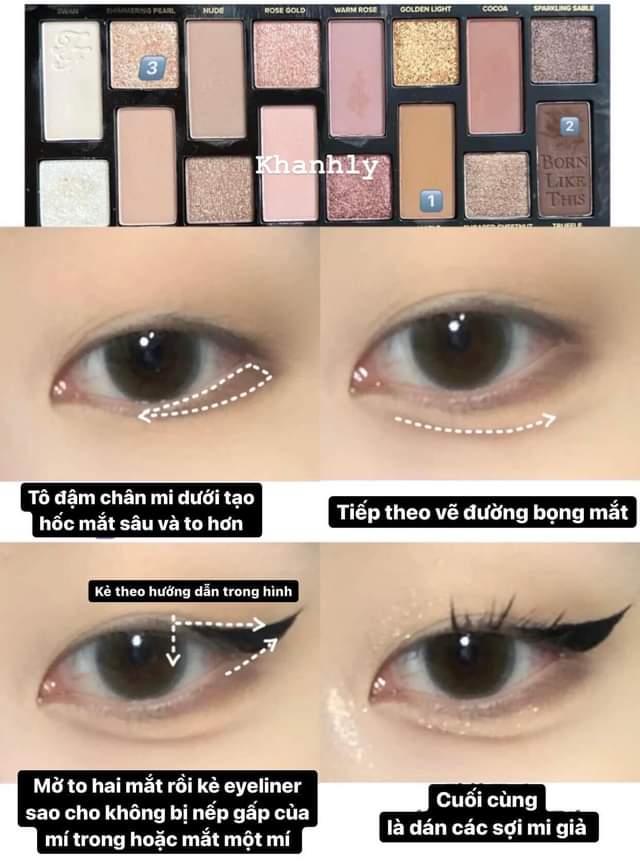 SWAN SHIMMERING PEARL NUDE ROSE GOLD WARM ROSE GOLDEN LIGHT COCOA SPARKLING SABLE
3
2
Khanhly
BORN
LIKE
THIS
1
TRUFFLE
Tô đậm chân mi dưới tạo
hốc mắt sâu và to hơn
Tiếp theo vẽ đường bọng mắt
Kẻ theo hướng dẫn trong hình
Mở to hai mắt rồi kẻ eyeliner
sao cho không bị nếp gấp của
mí trong hoặc mắt một mí
Cuối cùng
là dán các sợi mi giả